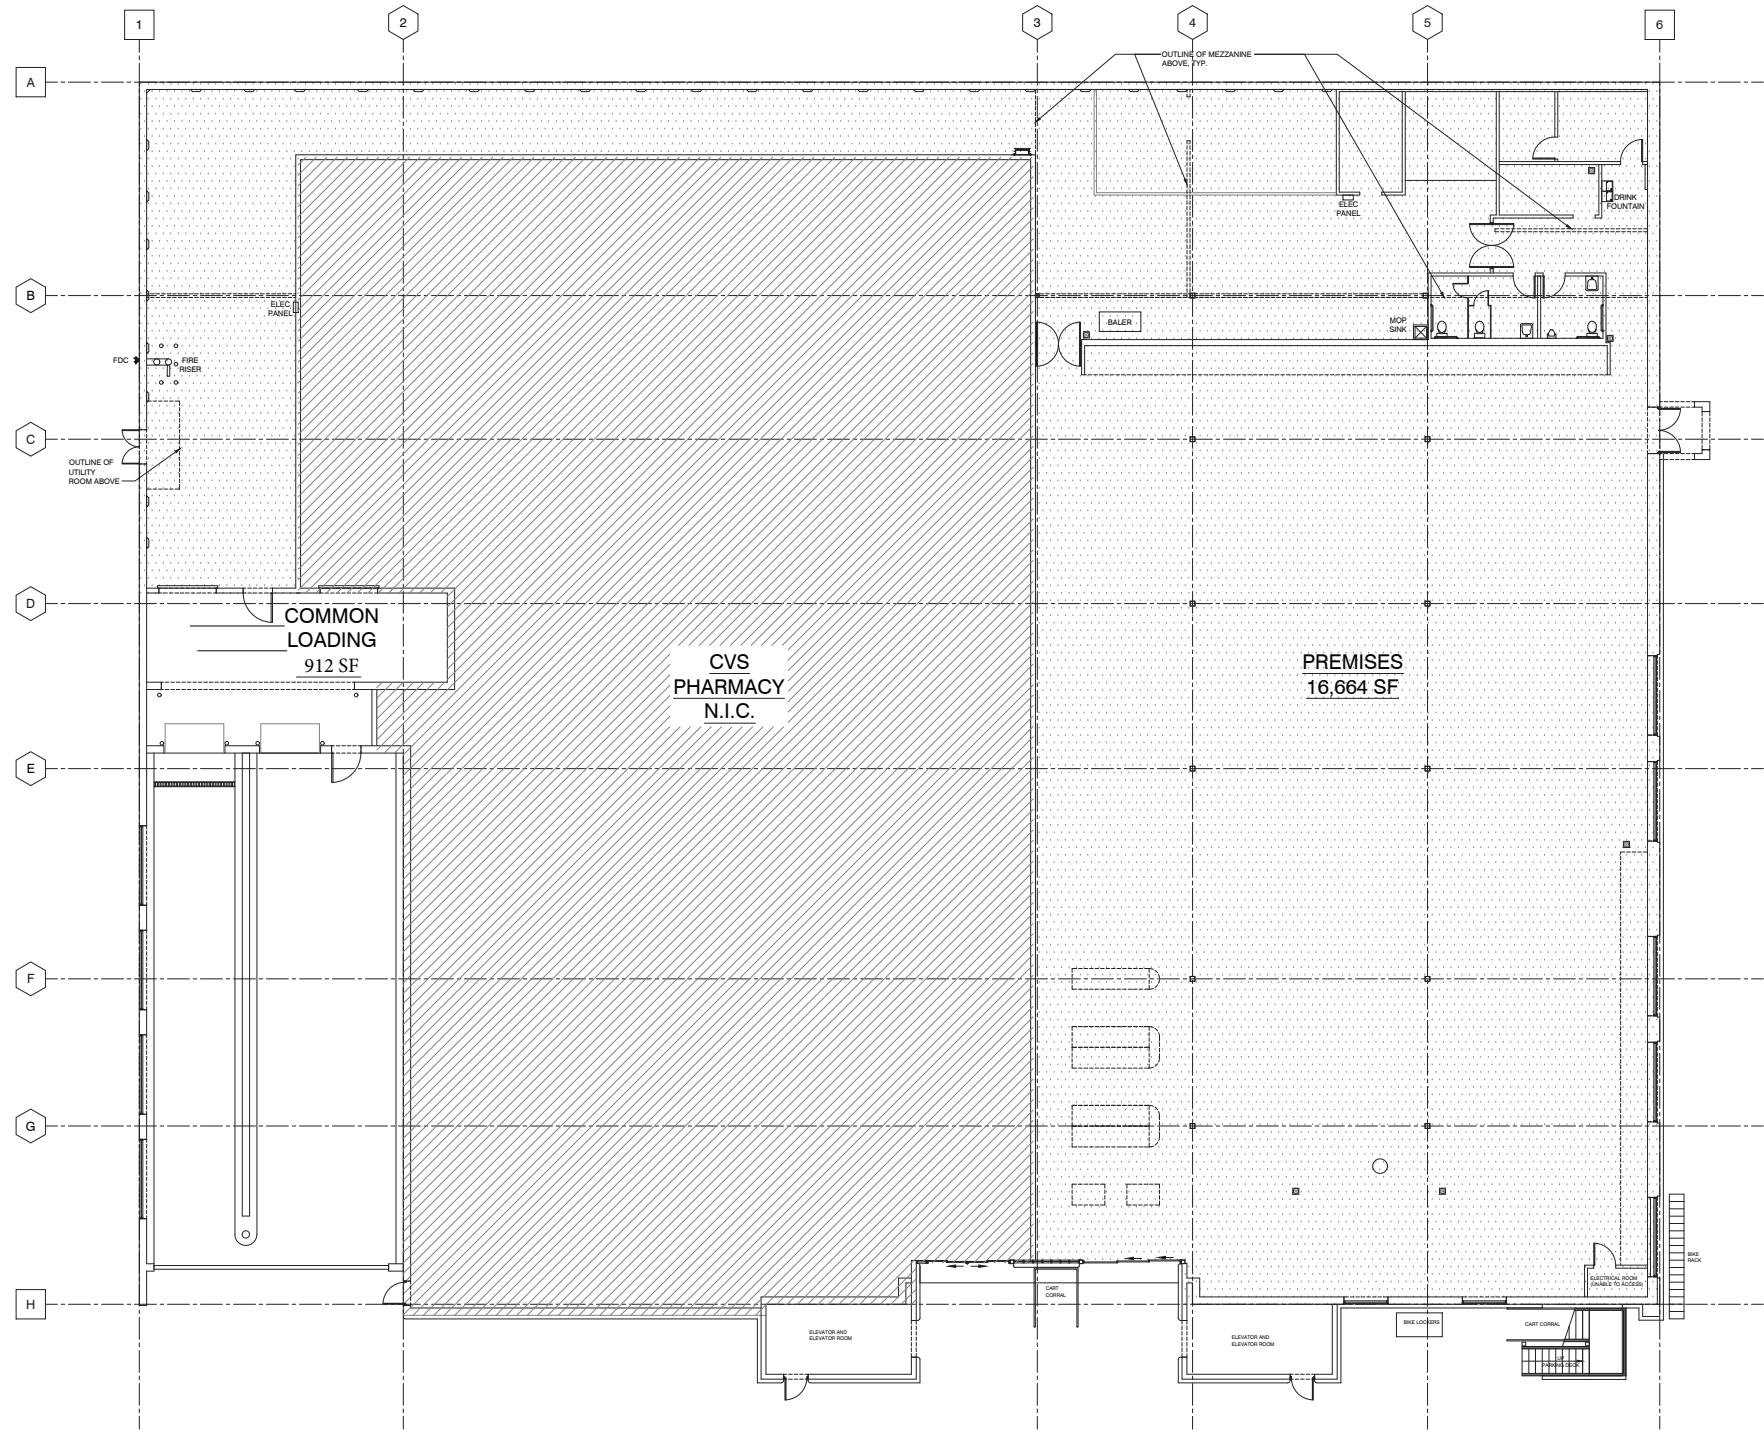 1
2
3
4
5
6
A
OUTLINE OF MEZZANINE
ABOVE, TYP.
DRINK
FOUNTAIN
ELEC
PANEL
B
ELEC
PANEL
BALER
MOP
SINK
FDC
FIRE
RISER
C
OUTLINE OF
UTILITY
ROOM ABOVE
D
COMMON
LOADING
912 SF
CVS
PHARMACY
N.I.C.
PREMISES
16,664 SF
E
F
G
BIKE
RACK
ELECTRICAL ROOM
(UNABLE TO ACCESS)
CART
CORRAL
H
BIKE LOCKERS
CART CORRAL
ELEVATOR AND
ELEVATOR ROOM
ELEVATOR AND
ELEVATOR ROOM
UP
PARKING DECK